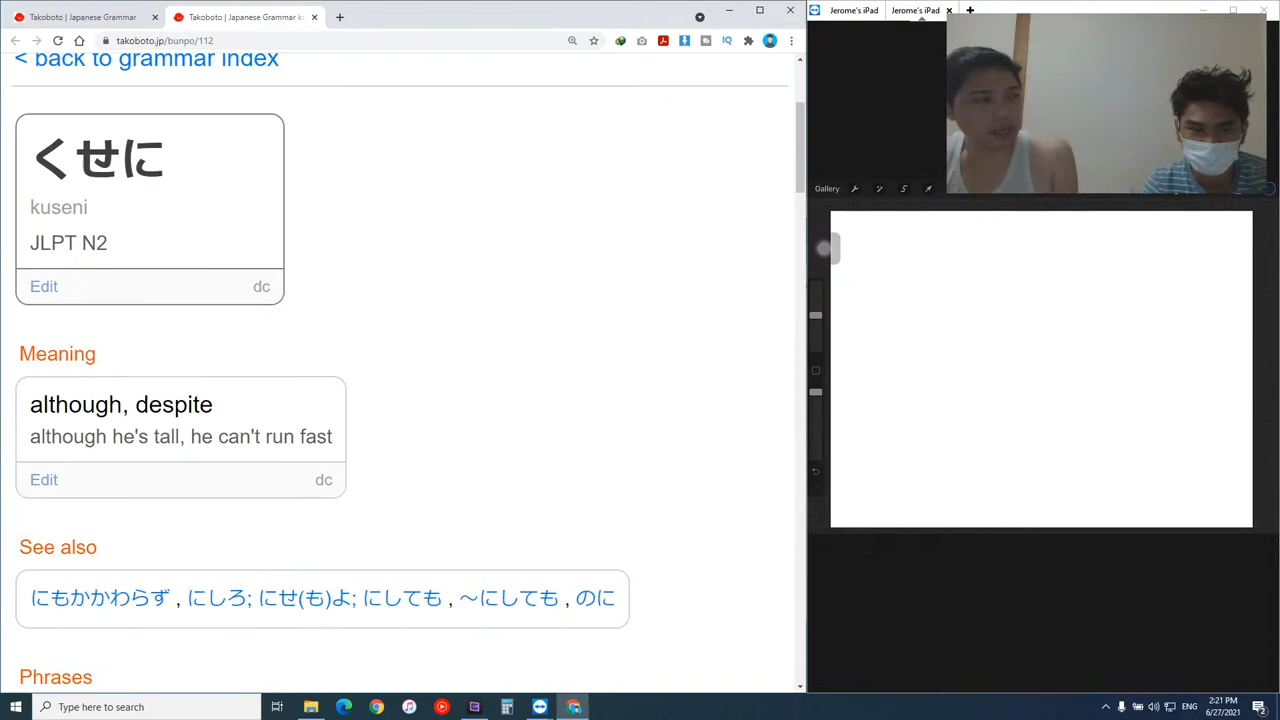 Takoboto | Japanese Grammar
Takoboto | Japanese Grammar k
takoboto.jp/bunpo/112
Jerome's iPad
Jerome's iPad
Gallery
< back to grammar index
くせに
kuseni
JLPT N2
Edit
dc
Meaning
although, despite
although he's tall, he can't run fast
Edit
dc
See also
にもかかわらず , にしろ; にせ(も)よ; にしても , ～にしても , のに
Phrases
Type here to search
ENG
2:21 PM
6/27/2021